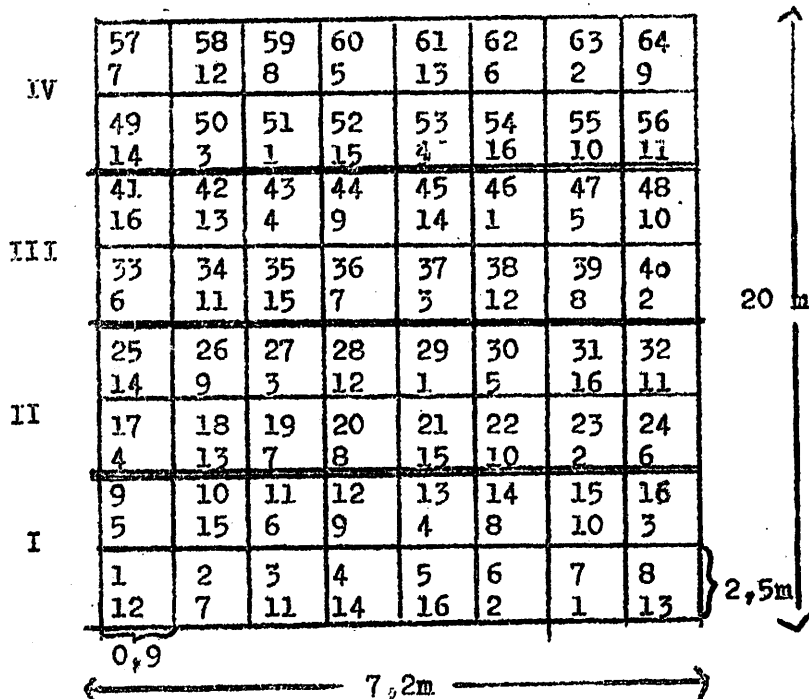 57 58 59 60 61 62 63 64
7 12 8 5 13 6 2 9
IV
49 50 51 52 53 54 55 56
14 3 1 15 4 16 10 11
41 42 43 44 45 46 47 48
16 13 4 9 14 1 5 10
III
33 34 35 36 37 38 39 40
6 11 15 7 3 12 8 2
20 m
25 26 27 28 29 30 31 32
14 9 3 12 1 5 16 11
II
17 18 19 20 21 22 23 24
4 13 7 8 15 10 2 6
9 10 11 12 13 14 15 16
5 15 6 9 4 8 10 3
I
1 2 3 4 5 6 7 8
12 7 11 14 16 2 1 13
2,5m
0,9
7,2m